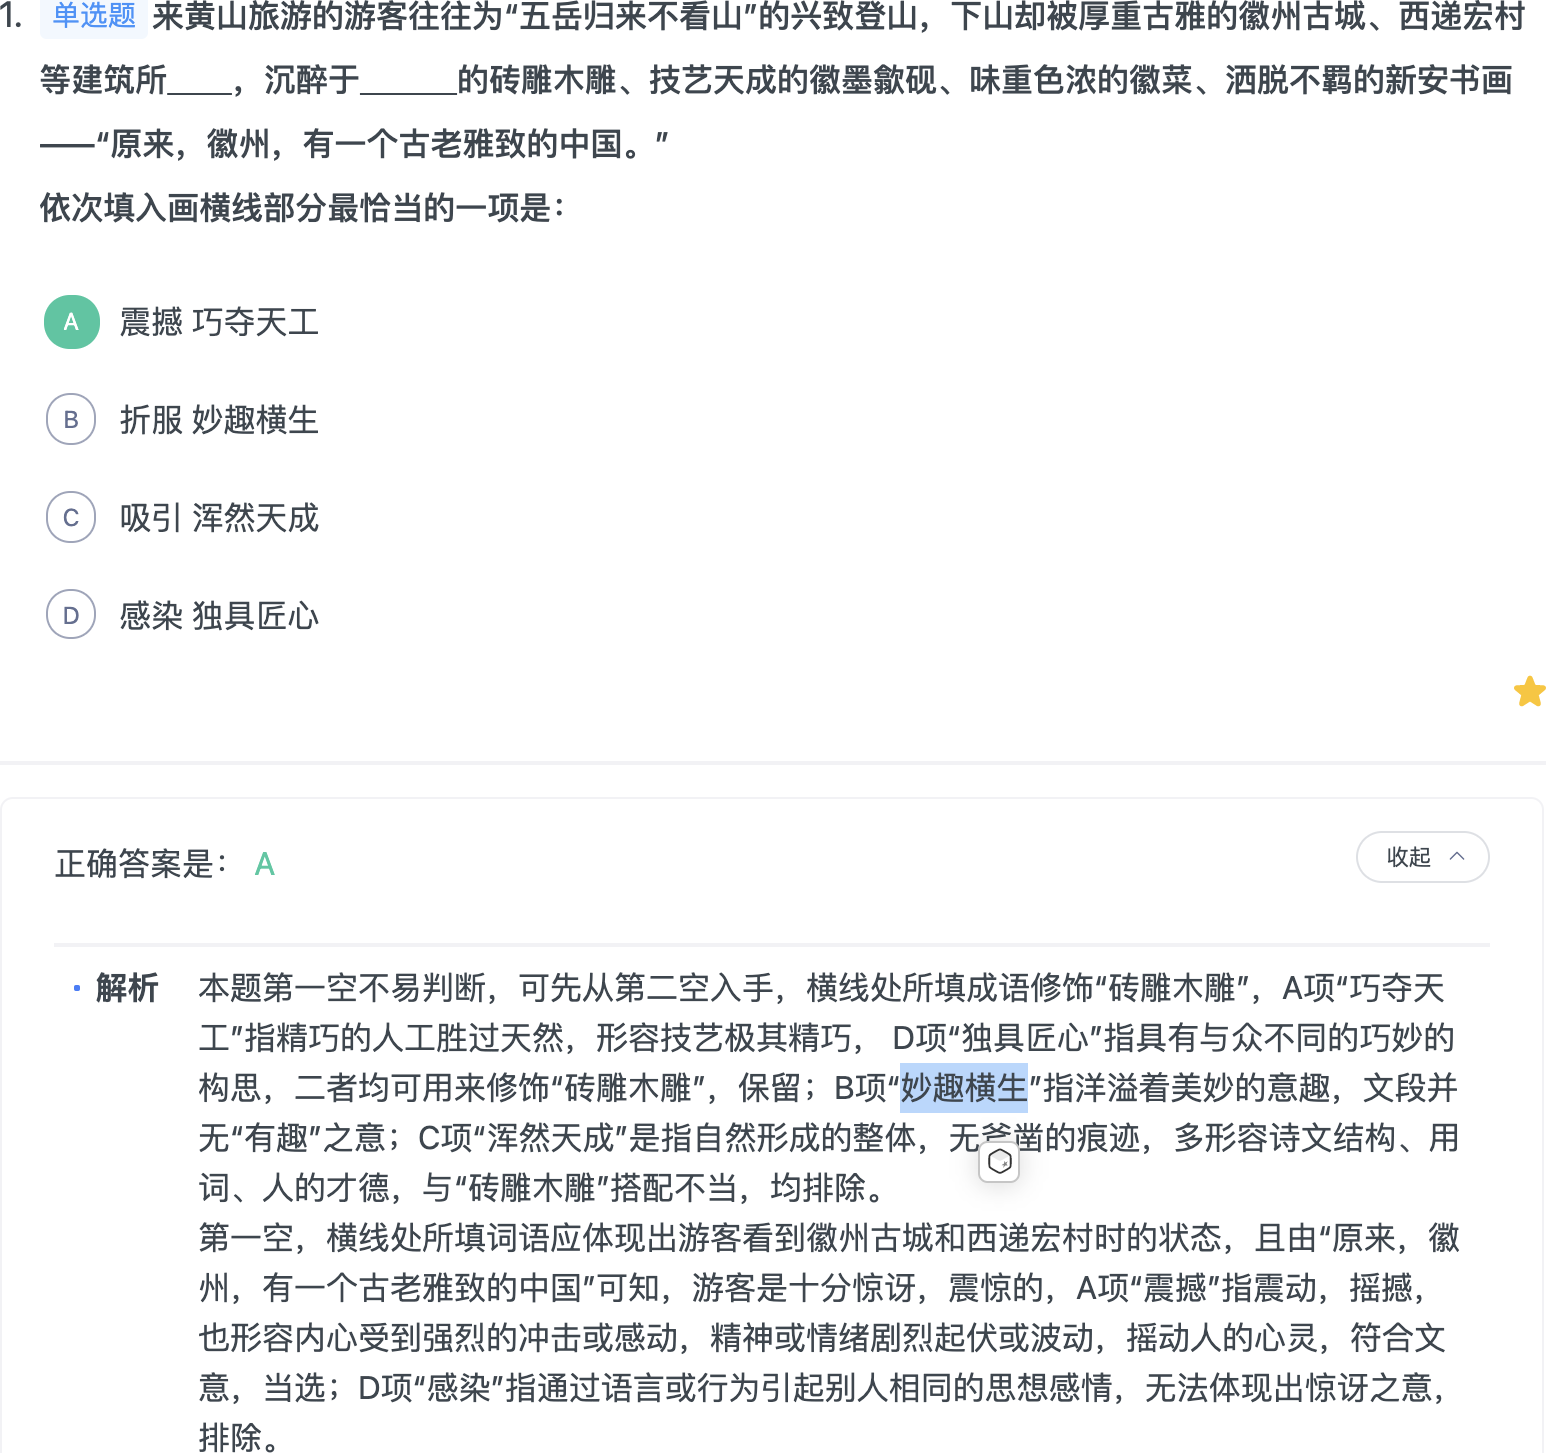 1. 单选题 来黄山旅游的游客往往为“五岳归来不看山”的兴致登山，下山却被厚重古雅的徽州古城、西递宏村
等建筑所____，沉醉于______的砖雕木雕、技艺天成的徽墨歙砚、味重色浓的徽菜、洒脱不羁的新安书画
——“原来，徽州，有一个古老雅致的中国。”
依次填入画横线部分最恰当的一项是：
A 震撼 巧夺天工
B 折服 妙趣横生
C 吸引 浑然天成
D 感染 独具匠心
正确答案是： A
收起
解析 本题第一空不易判断，可先从第二空入手，横线处所填成语修饰“砖雕木雕”，A项“巧夺天
工”指精巧的人工胜过天然，形容技艺极其精巧， D项“独具匠心”指具有与众不同的巧妙的
构思，二者均可用来修饰“砖雕木雕”，保留；B项“妙趣横生”指洋溢着美妙的意趣，文段并
无“有趣”之意；C项“浑然天成”是指自然形成的整体，无斧凿的痕迹，多形容诗文结构、用
词、人的才德，与“砖雕木雕”搭配不当，均排除。
第一空，横线处所填词语应体现出游客看到徽州古城和西递宏村时的状态，且由“原来，徽
州，有一个古老雅致的中国”可知，游客是十分惊讶，震惊的，A项“震撼”指震动，摇撼，
也形容内心受到强烈的冲击或感动，精神或情绪剧烈起伏或波动，摇动人的心灵，符合文
意，当选；D项“感染”指通过语言或行为引起别人相同的思想感情，无法体现出惊讶之意，
排除。